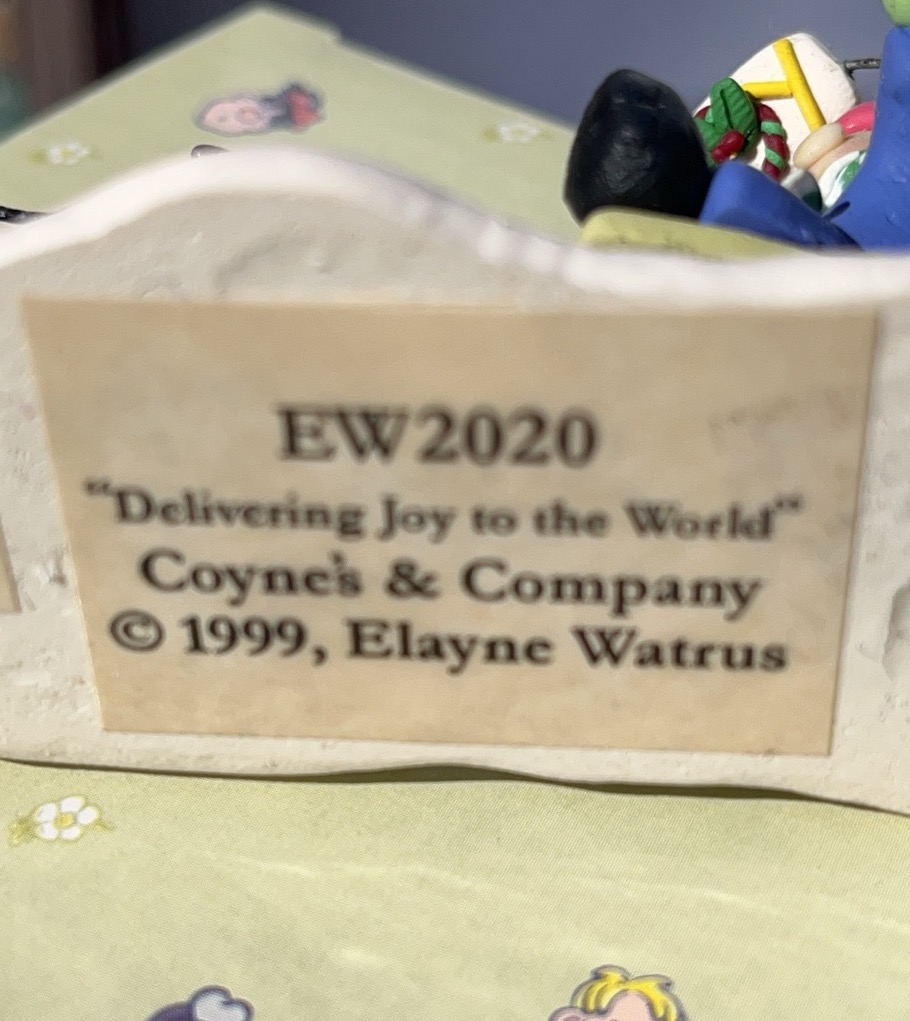 EW2020
"Delivering Joy to the World"
Coyne's & Company
© 1999, Elayne Watrus